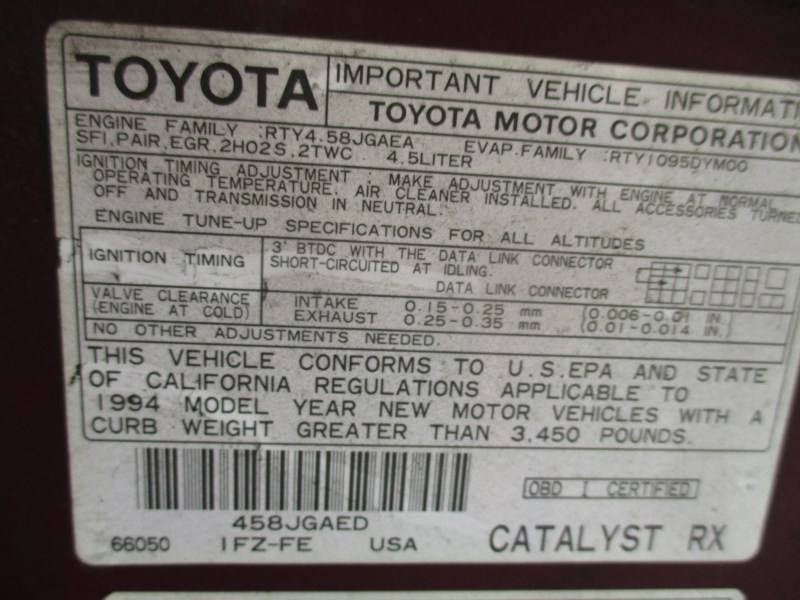 TOYOTA
IMPORTANT VEHICLE INFORMATI
TOYOTA MOTOR CORPORATION
ENGINE FAMILY :RTY4.58JGAEA EVAP.FAMILY :RTY1095DYM00
SFI,PAIR,EGR,2HO2S,2TWC 4.5LITER
IGNITION TIMING ADJUSTMENT : MAKE ADJUSTMENT WITH ENGINE AT NORMAL
OPERATING TEMPERATURE, AIR CLEANER INSTALLED. ALL ACCESSORIES TURNED
OFF AND TRANSMISSION IN NEUTRAL.
ENGINE TUNE-UP SPECIFICATIONS FOR ALL ALTITUDES
IGNITION TIMING
3° BTDC WITH THE DATA LINK CONNECTOR
SHORT-CIRCUITED AT IDLING.
DATA LINK CONNECTOR
VALVE CLEARANCE
(ENGINE AT COLD)
INTAKE 0.15-0.25 mm (0.006-0.01 IN.)
EXHAUST 0.25-0.35 mm (0.01-0.014 IN.)
NO OTHER ADJUSTMENTS NEEDED.
THIS VEHICLE CONFORMS TO U.S.EPA AND STATE
OF CALIFORNIA REGULATIONS APPLICABLE TO
1994 MODEL YEAR NEW MOTOR VEHICLES WITH A
CURB WEIGHT GREATER THAN 3,450 POUNDS.
OBD I CERTIFIED
458JGAED
66050 1FZ-FE USA CATALYST RX